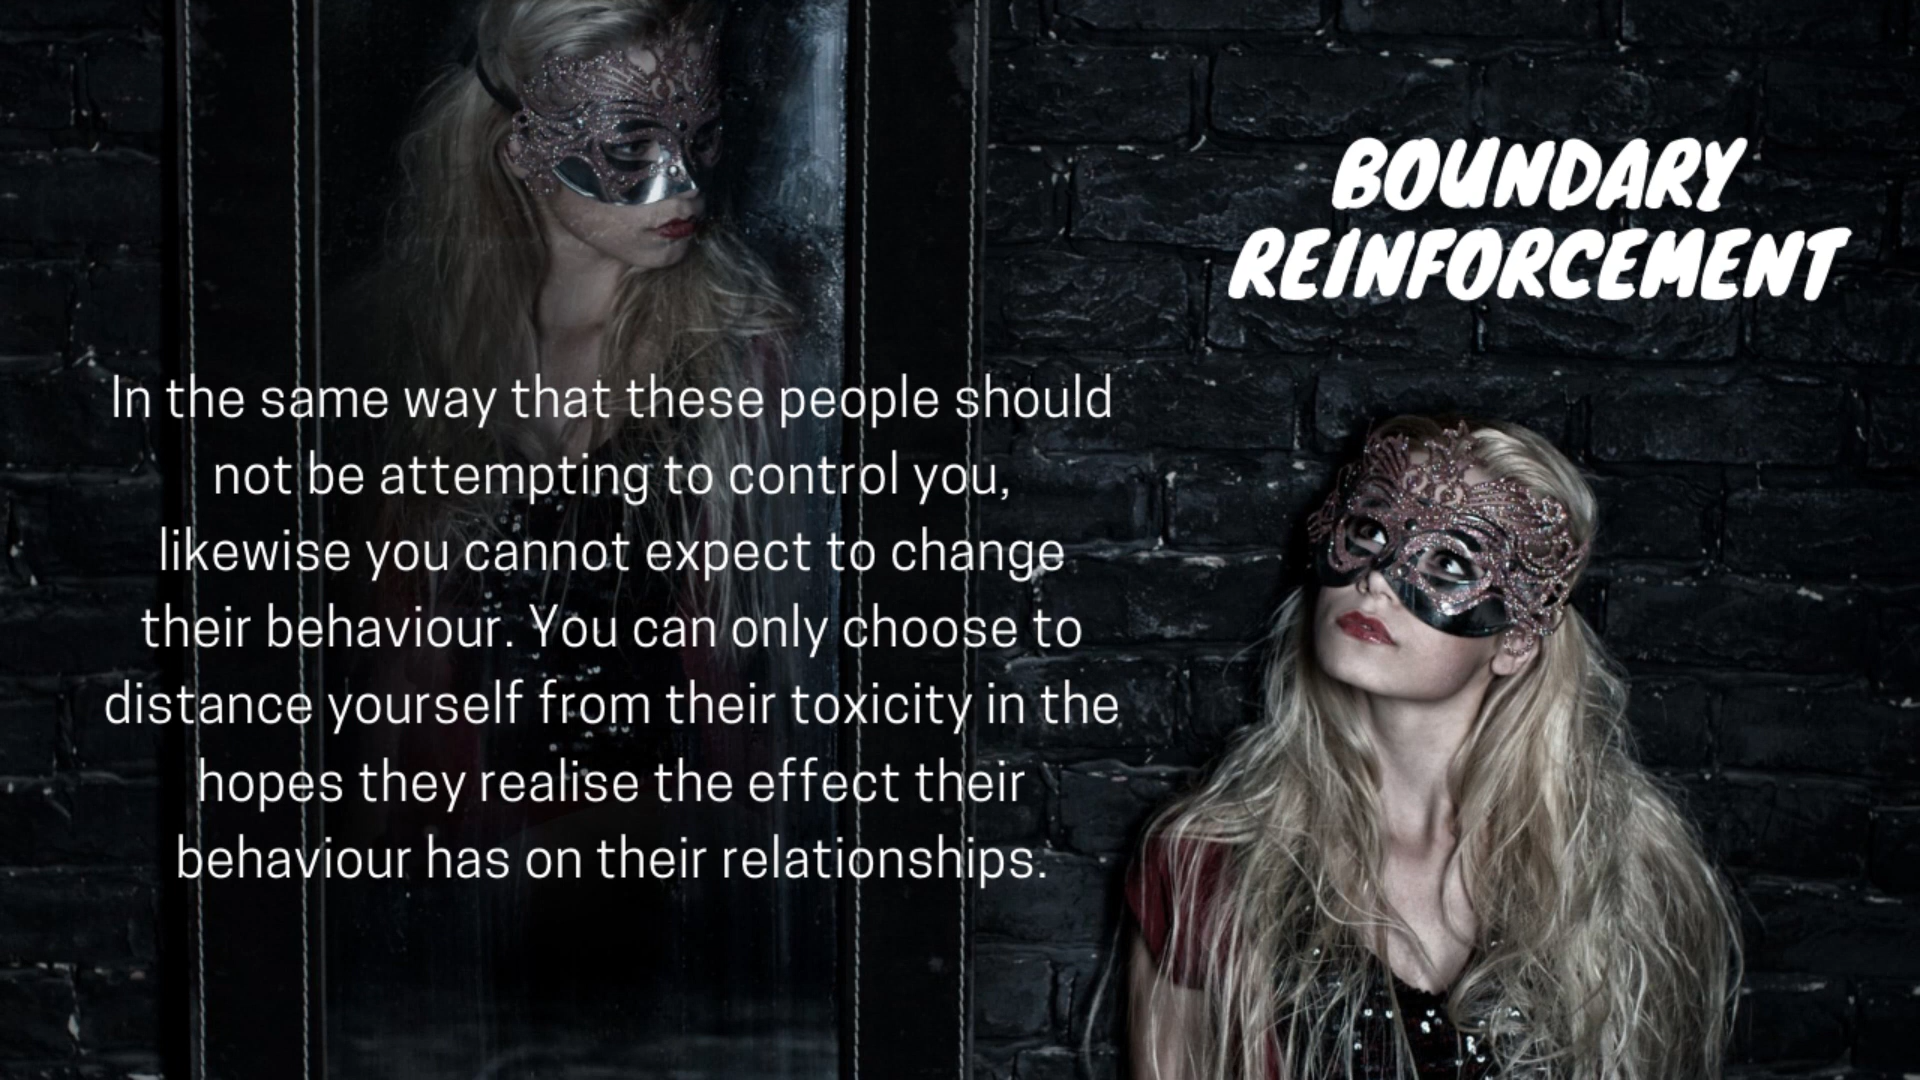 BOUNDARY
REINFORCEMENT
In the same way that these people should
not be attempting to control you,
likewise you cannot expect to change
their behaviour. You can only choose to
distance yourself from their toxicity in the
hopes they realise the effect their
behaviour has on their relationships.